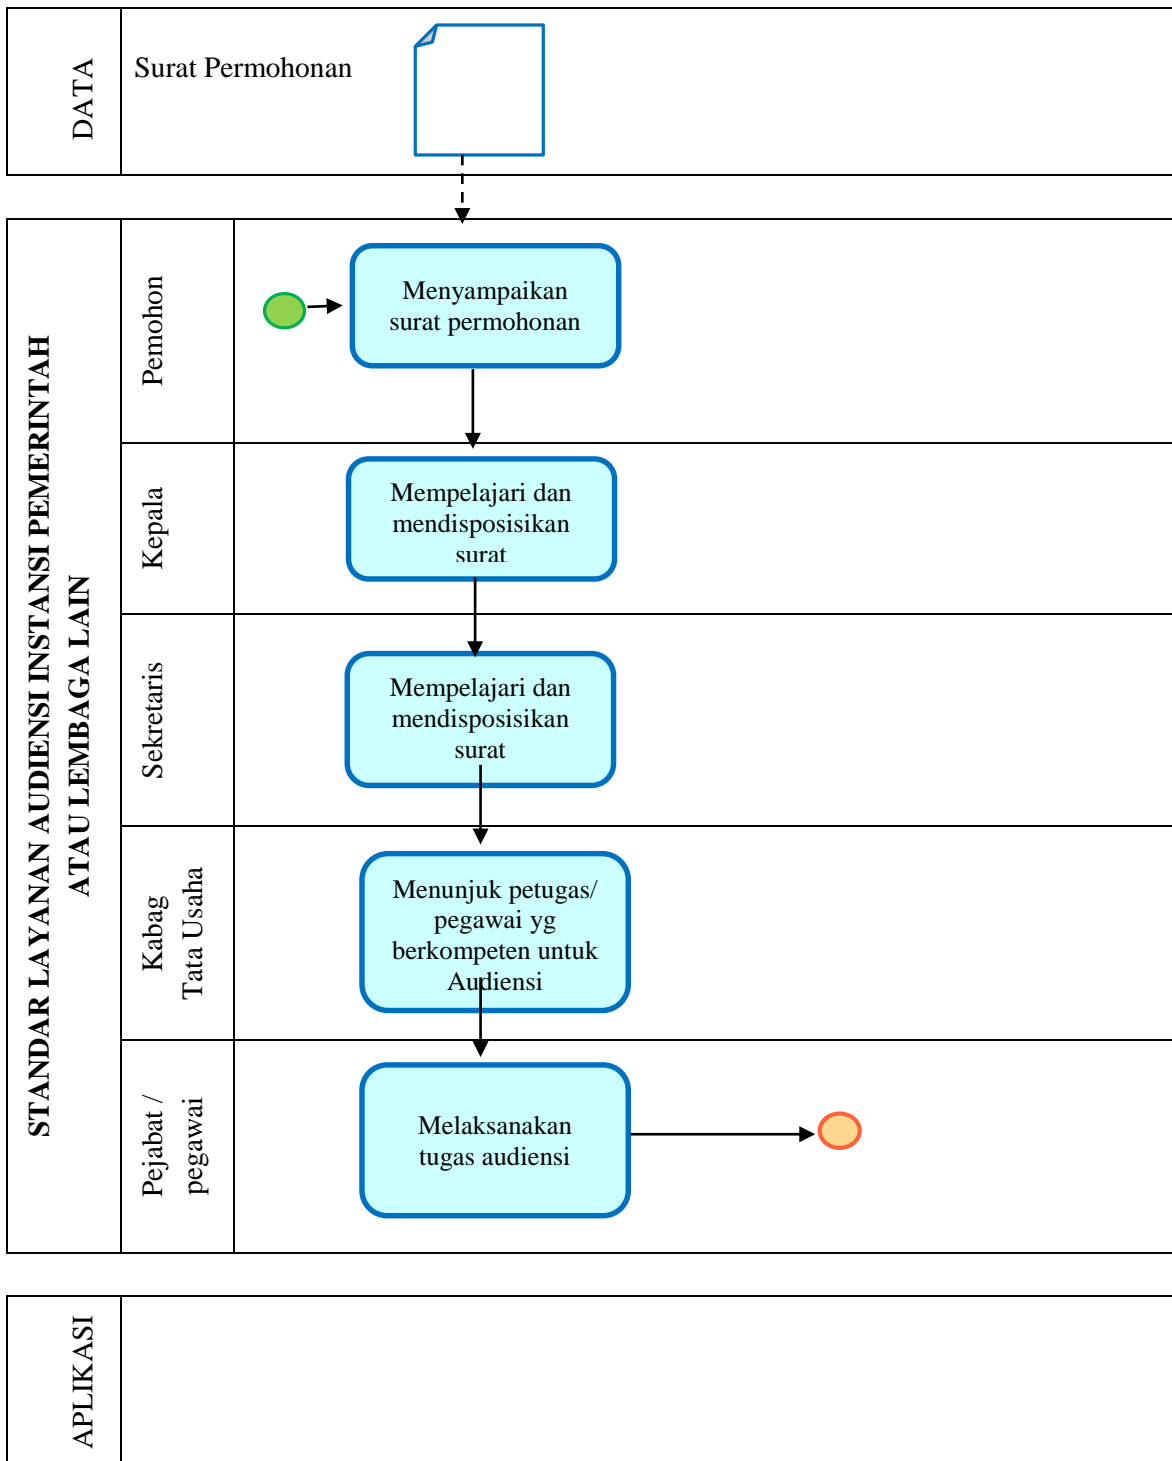 DATA
Surat Permohonan
STANDAR LAYANAN AUDIENSI INSTANSI PEMERINTAH
ATAU LEMBAGA LAIN
Pemohon
Menyampaikan
surat permohonan
Kepala
Mempelajari dan
mendisposisikan
surat
Sekretaris
Mempelajari dan
mendisposisikan
surat
Kabag
Tata Usaha
Menunjuk petugas/
pegawai yg
berkompeten untuk
Audiensi
Pejabat /
pegawai
Melaksanakan
tugas audiensi
APLIKASI